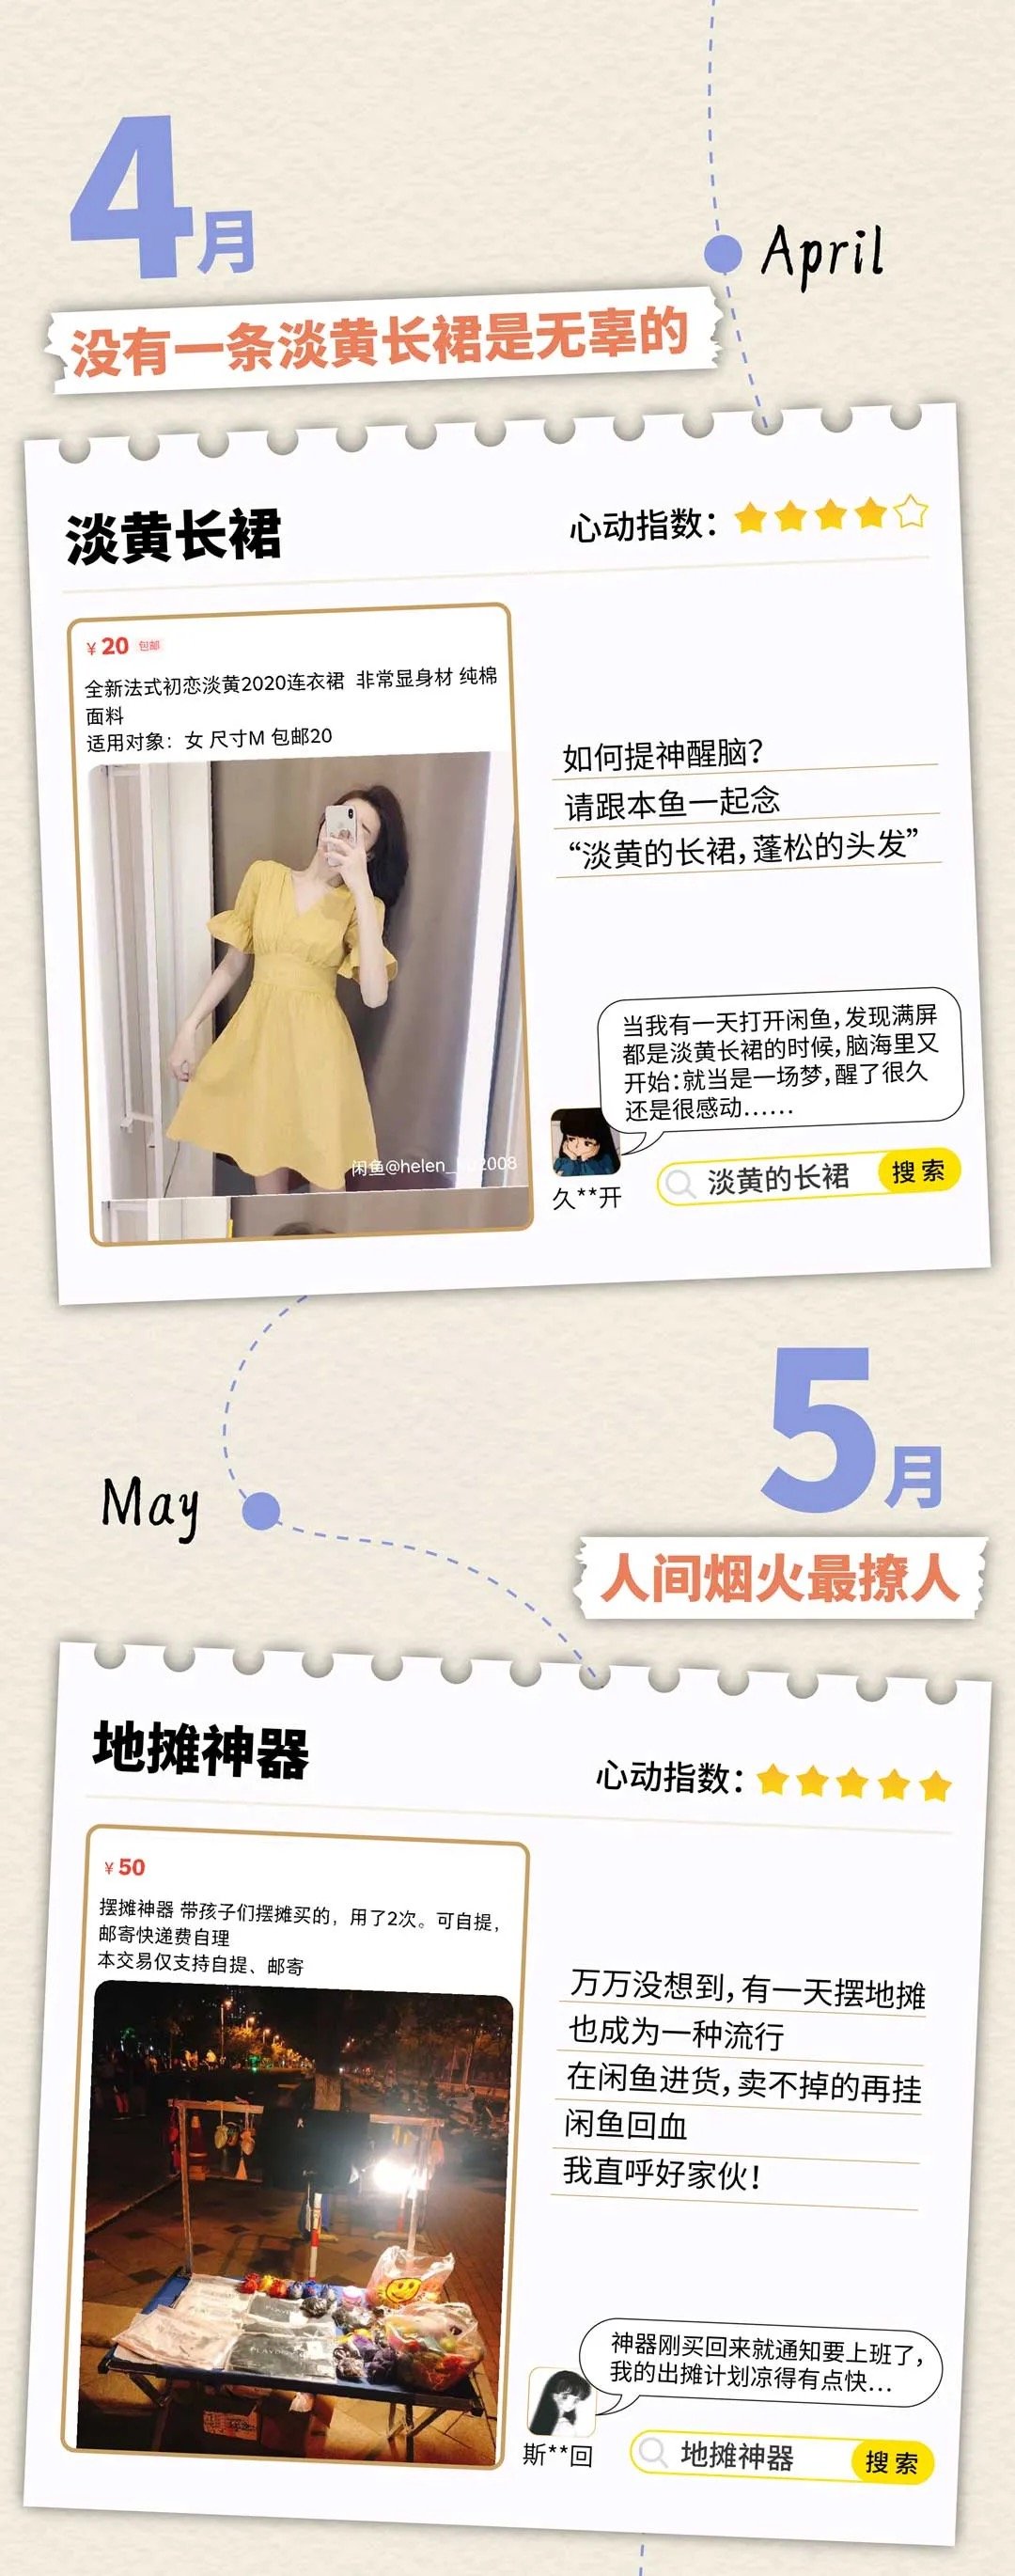 4月
April
没有一条淡黄长裙是无辜的
淡黄长裙
心动指数：
¥20 包邮
全新法式初恋淡黄2020连衣裙 非常显身材 纯棉
面料
适用对象：女 尺寸M 包邮20
如何提神醒脑？
请跟本鱼一起念
“淡黄的长裙，蓬松的头发”
当我有一天打开闲鱼，发现满屏
都是淡黄长裙的时候，脑海里又
开始：就当是一场梦，醒了很久
还是很感动……
闲鱼@helen_
2008
久**开
淡黄的长裙
搜索
5月
May
人间烟火最撩人
地摊神器
心动指数：
¥50
摆摊神器 带孩子们摆摊买的，用了2次。可自提，
邮寄快递费自理
本交易仅支持自提、邮寄
万万没想到，有一天摆地摊
也成为一种流行
在闲鱼进货，卖不掉的再挂
闲鱼回血
我直呼好家伙！
神器刚买回来就通知要上班了，
我的出摊计划凉得有点快…
斯**回
地摊神器
搜索